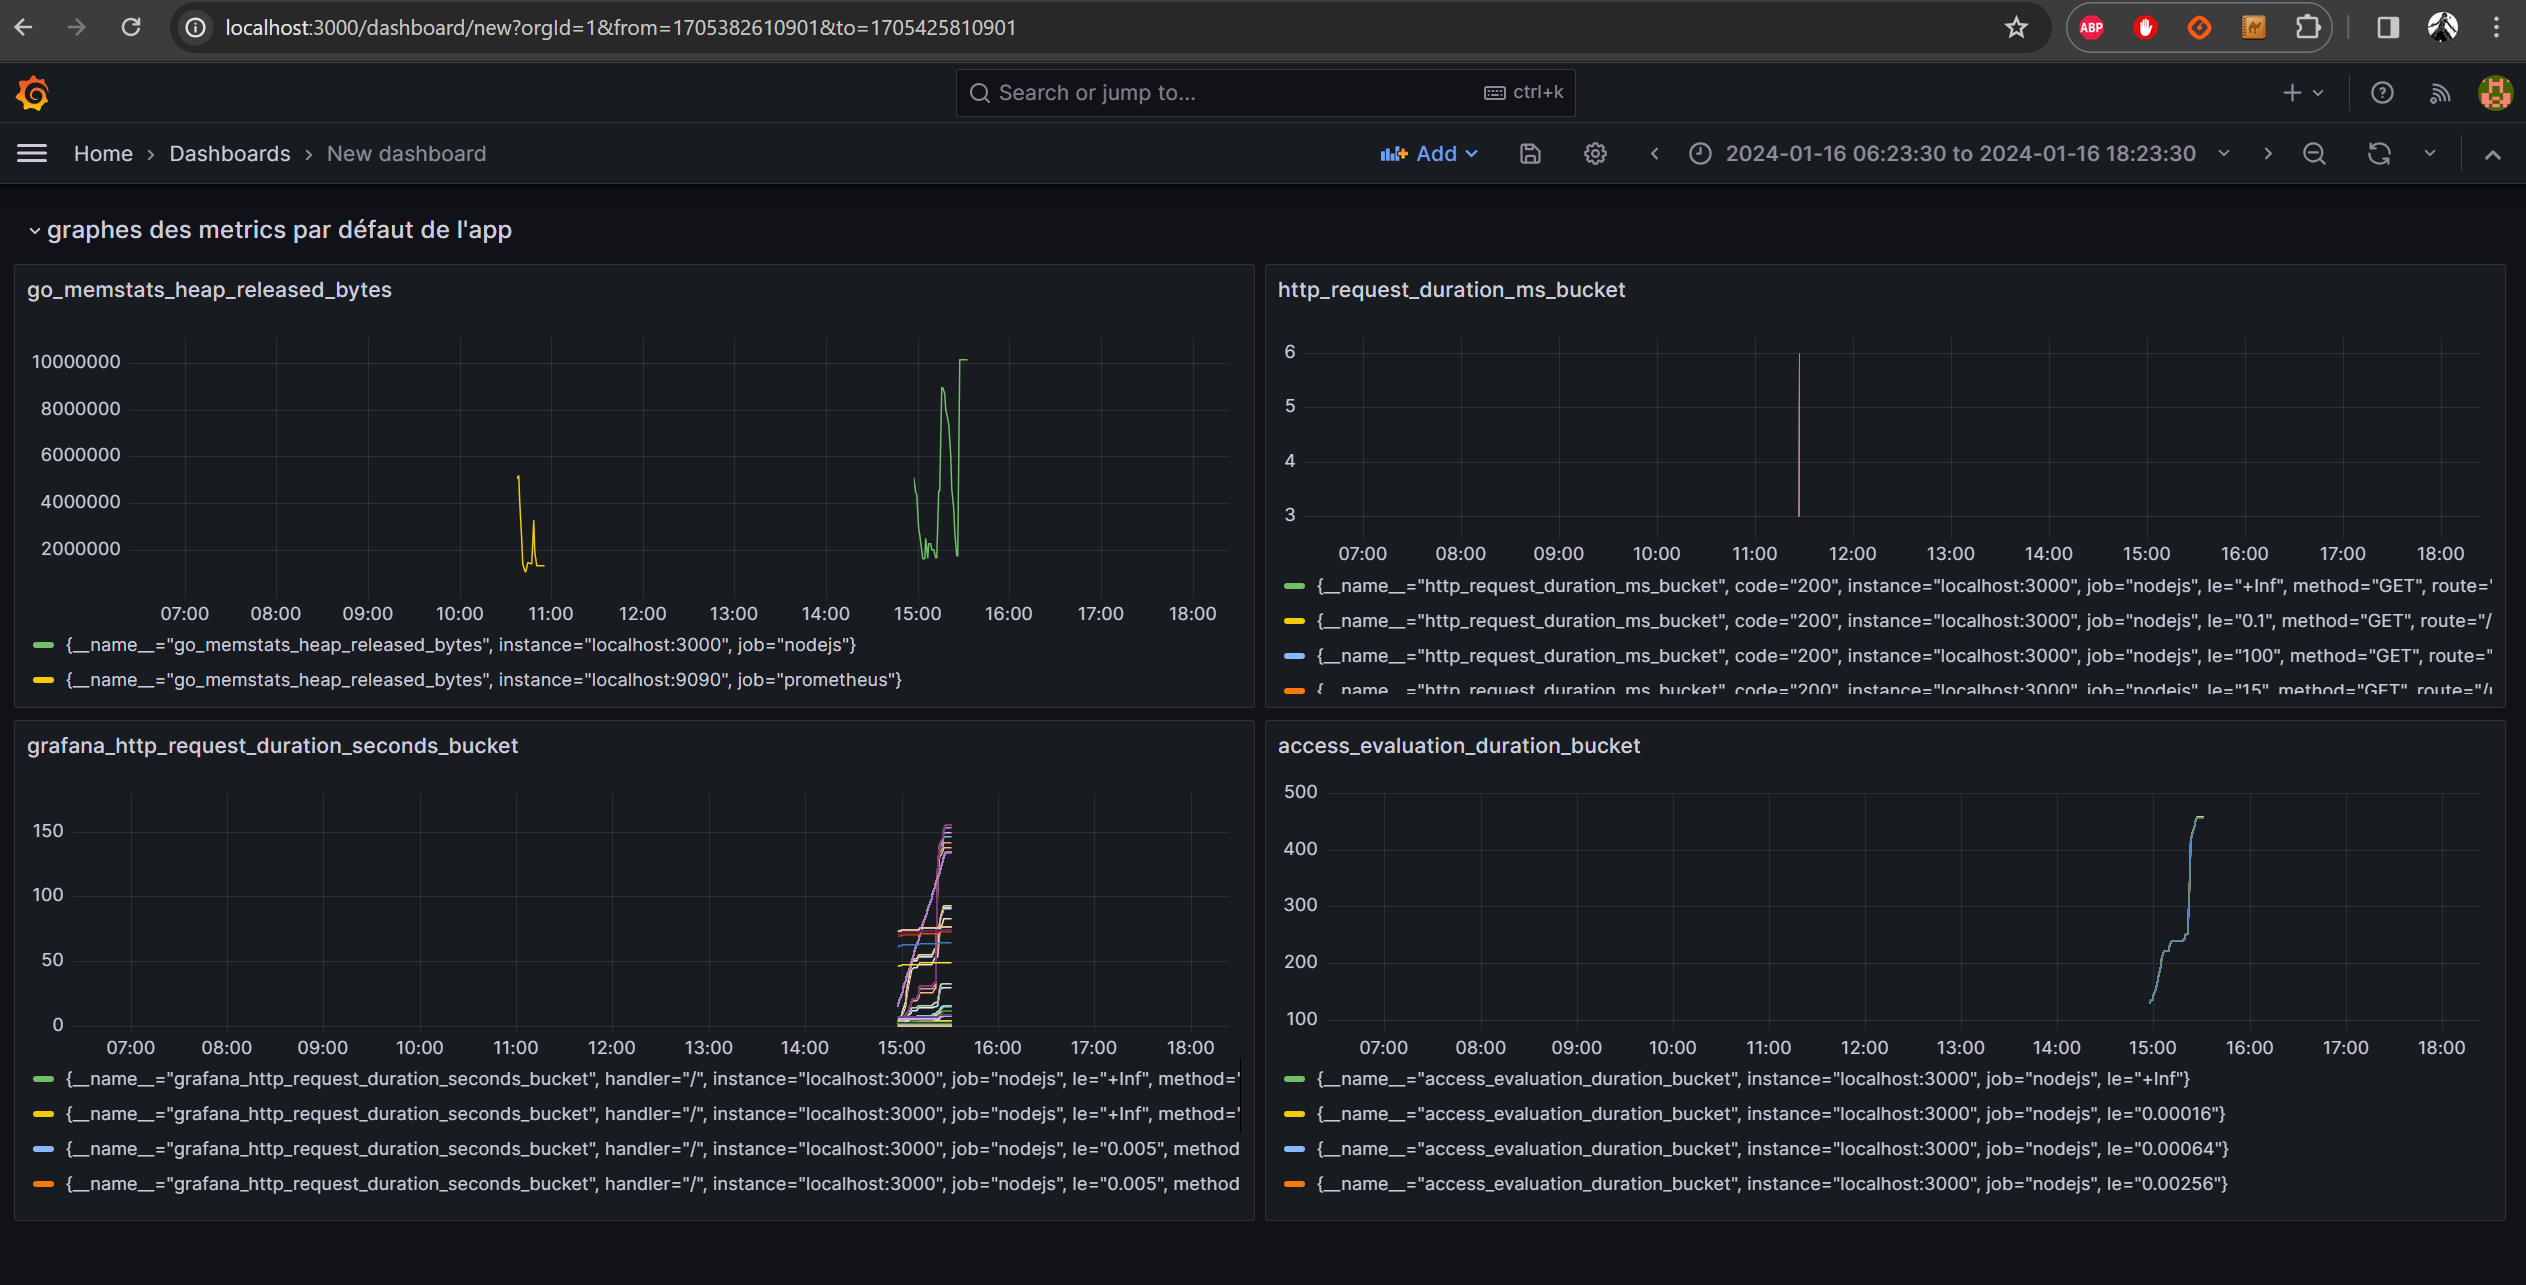 localhost:3000/dashboard/new?orgId=1&from=1705382610901&to=1705425810901
ABP
Search or jump to...
ctrl+k
Home › Dashboards › New dashboard
Add
2024-01-16 06:23:30 to 2024-01-16 18:23:30
graphes des metrics par défaut de l'app
go_memstats_heap_released_bytes
10000000
8000000
6000000
4000000
2000000
07:00 08:00 09:00 10:00 11:00 12:00 13:00 14:00 15:00 16:00 17:00 18:00
{__name__="go_memstats_heap_released_bytes", instance="localhost:3000", job="nodejs"}
{__name__="go_memstats_heap_released_bytes", instance="localhost:9090", job="prometheus"}
http_request_duration_ms_bucket
6
5
4
3
07:00 08:00 09:00 10:00 11:00 12:00 13:00 14:00 15:00 16:00 17:00 18:00
{__name__="http_request_duration_ms_bucket", code="200", instance="localhost:3000", job="nodejs", le="+Inf", method="GET", route="
{__name__="http_request_duration_ms_bucket", code="200", instance="localhost:3000", job="nodejs", le="0.1", method="GET", route="/
{__name__="http_request_duration_ms_bucket", code="200", instance="localhost:3000", job="nodejs", le="100", method="GET", route="
{__name__="http_request_duration_ms_bucket", code="200", instance="localhost:3000", job="nodejs", le="15", method="GET", route="/
grafana_http_request_duration_seconds_bucket
150
100
50
0
07:00 08:00 09:00 10:00 11:00 12:00 13:00 14:00 15:00 16:00 17:00 18:00
{__name__="grafana_http_request_duration_seconds_bucket", handler="/", instance="localhost:3000", job="nodejs", le="+Inf", method="
{__name__="grafana_http_request_duration_seconds_bucket", handler="/", instance="localhost:3000", job="nodejs", le="+Inf", method="
{__name__="grafana_http_request_duration_seconds_bucket", handler="/", instance="localhost:3000", job="nodejs", le="0.005", method
{__name__="grafana_http_request_duration_seconds_bucket", handler="/", instance="localhost:3000", job="nodejs", le="0.005", method
access_evaluation_duration_bucket
500
400
300
200
100
07:00 08:00 09:00 10:00 11:00 12:00 13:00 14:00 15:00 16:00 17:00 18:00
{__name__="access_evaluation_duration_bucket", instance="localhost:3000", job="nodejs", le="+Inf"}
{__name__="access_evaluation_duration_bucket", instance="localhost:3000", job="nodejs", le="0.00016"}
{__name__="access_evaluation_duration_bucket", instance="localhost:3000", job="nodejs", le="0.00064"}
{__name__="access_evaluation_duration_bucket", instance="localhost:3000", job="nodejs", le="0.00256"}